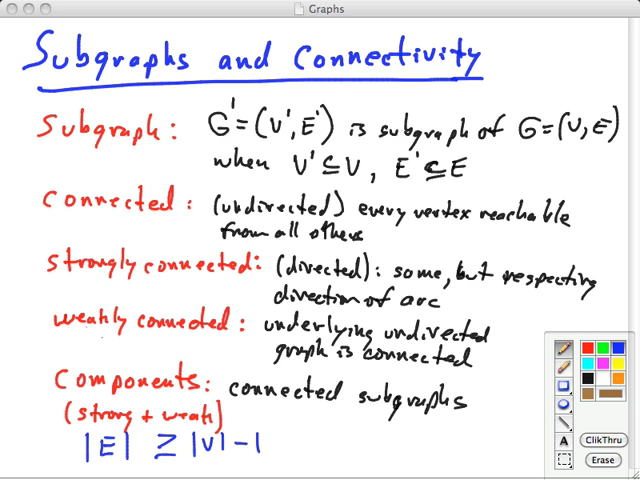 Graphs
Subgraphs and Connectivity
Subgraph: G'=(V',E') is subgraph of G=(V,E)
when V'⊆V, E'⊆E
Connected: (undirected) every vertex reachable
from all others
Strongly connected: (directed): same, but respecting
direction of arc
Weakly connected: underlying undirected
graph is connected
Components: connected subgraphs
(strong + weak)
|E| ≥ |V| - 1
A
ClikThru
Erase